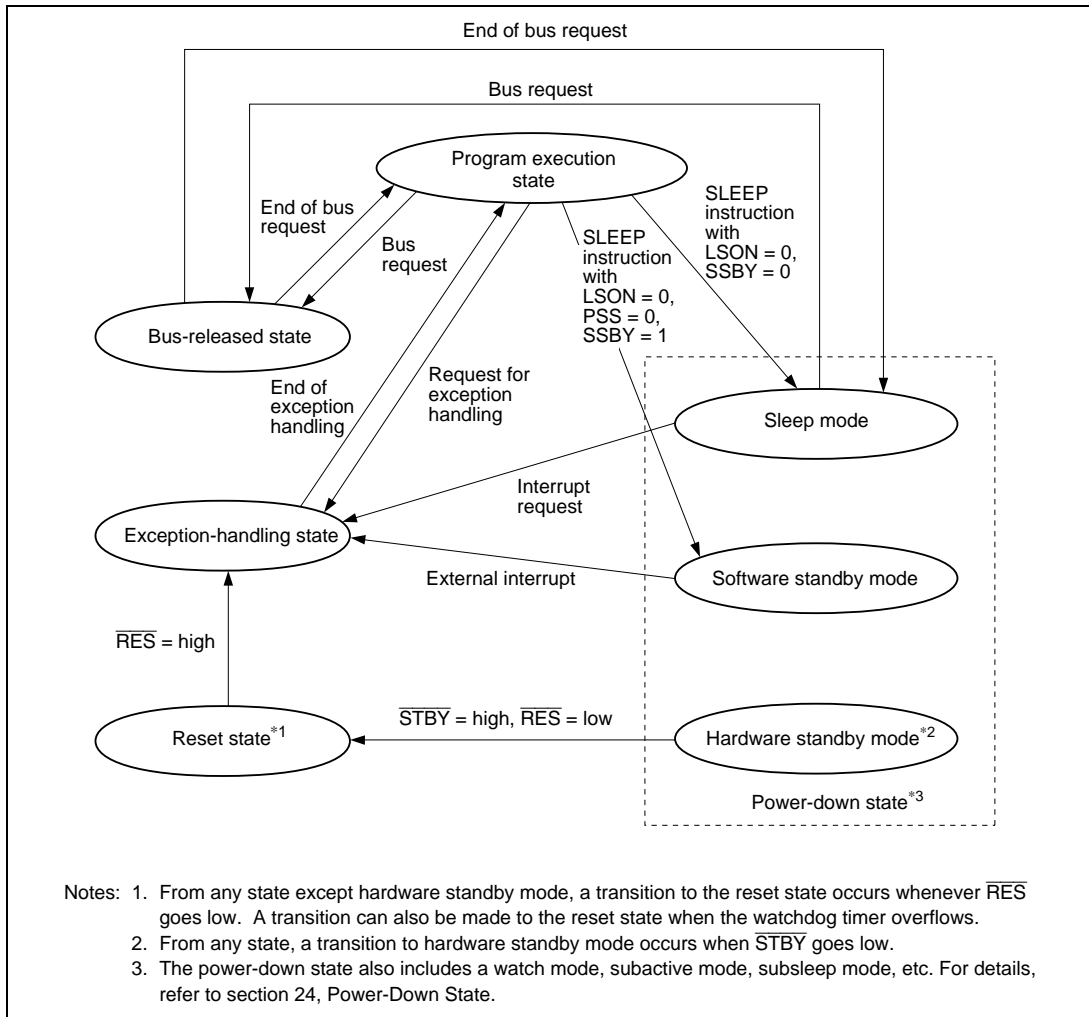 End of bus request
Bus request
Program execution
state
End of bus
request
Bus
request
SLEEP
instruction
with
LSON = 0,
PSS = 0,
SSBY = 1
SLEEP
instruction
with
LSON = 0,
SSBY = 0
Bus-released state
End of
exception
handling
Request for
exception
handling
Sleep mode
Interrupt
request
Exception-handling state
External interrupt
Software standby mode
R̅E̅S̅ = high
S̅T̅B̅Y̅ = high, R̅E̅S̅ = low
Reset state*1
Hardware standby mode*2
Power-down state*3
Notes: 1. From any state except hardware standby mode, a transition to the reset state occurs whenever R̅E̅S̅
goes low. A transition can also be made to the reset state when the watchdog timer overflows.
2. From any state, a transition to hardware standby mode occurs when S̅T̅B̅Y̅ goes low.
3. The power-down state also includes a watch mode, subactive mode, subsleep mode, etc. For details,
refer to section 24, Power-Down State.